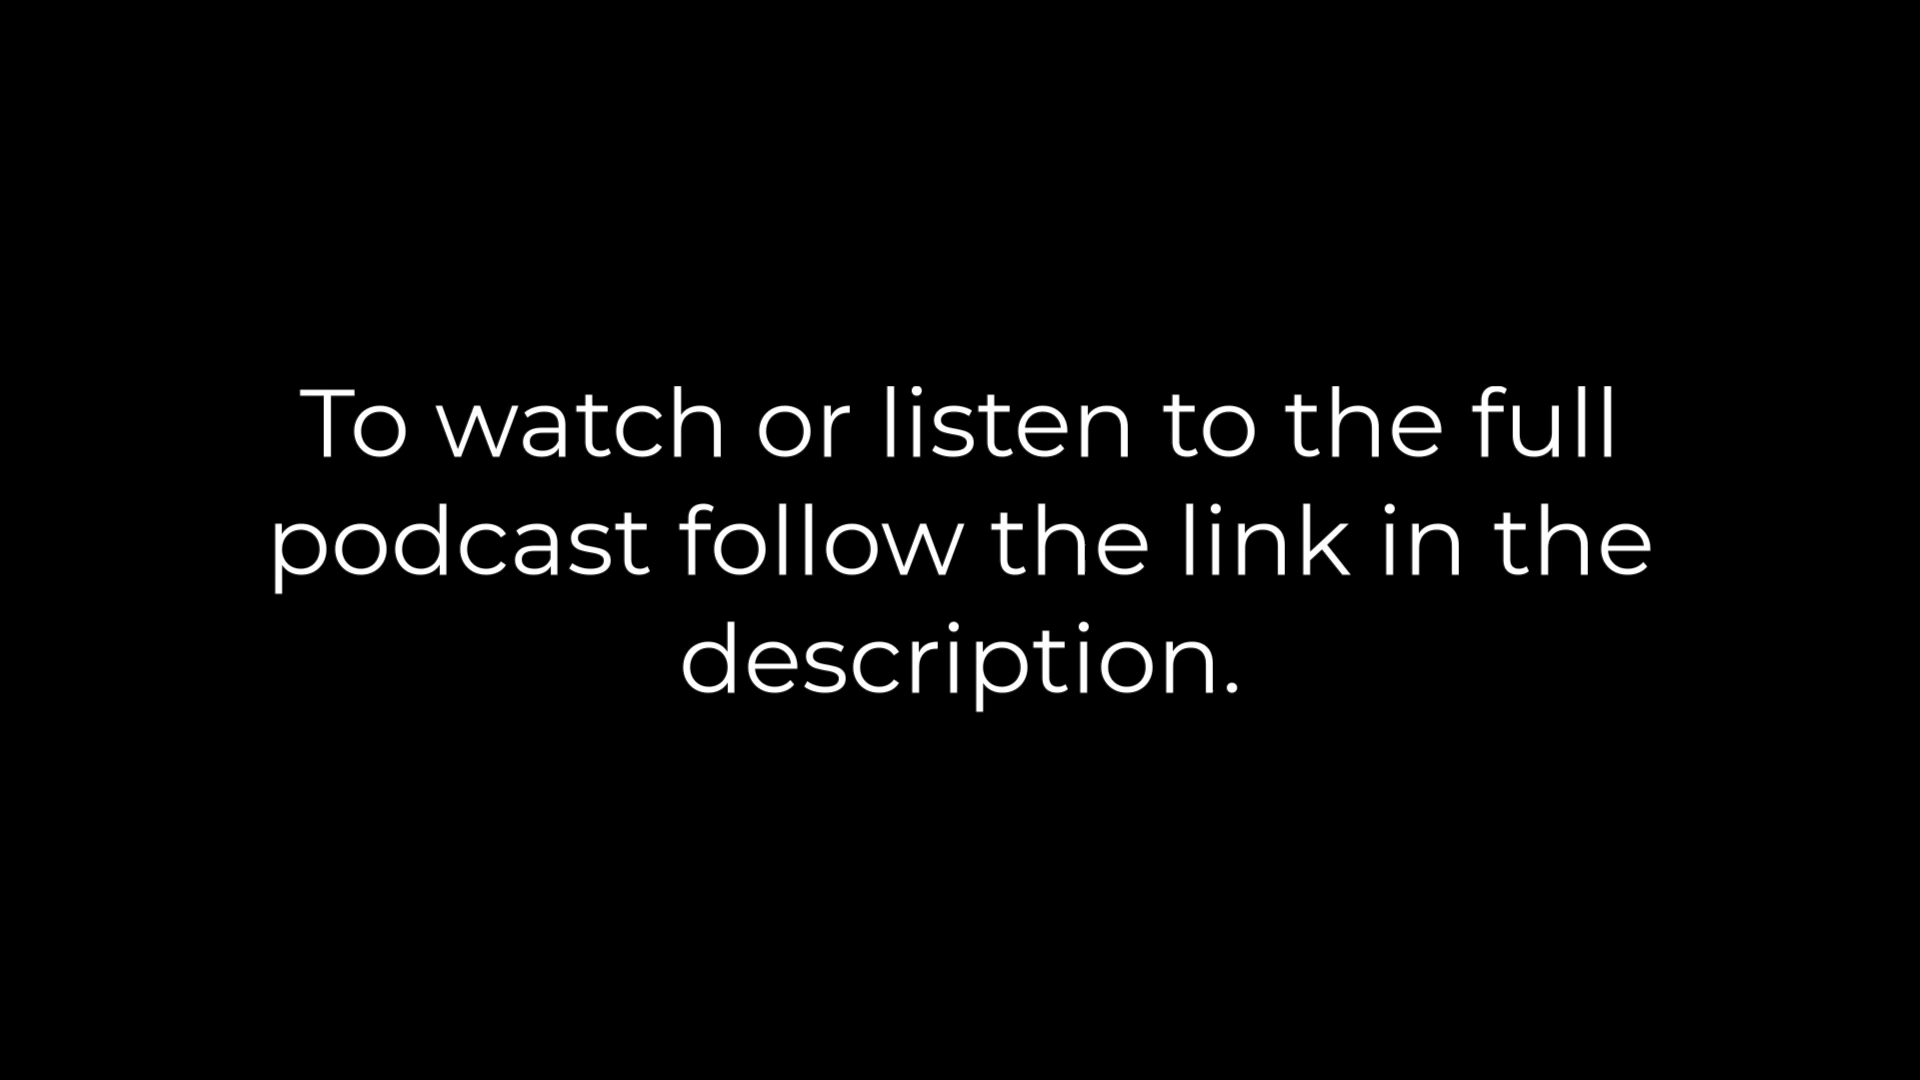 To watch or listen to the full
podcast follow the link in the
description.